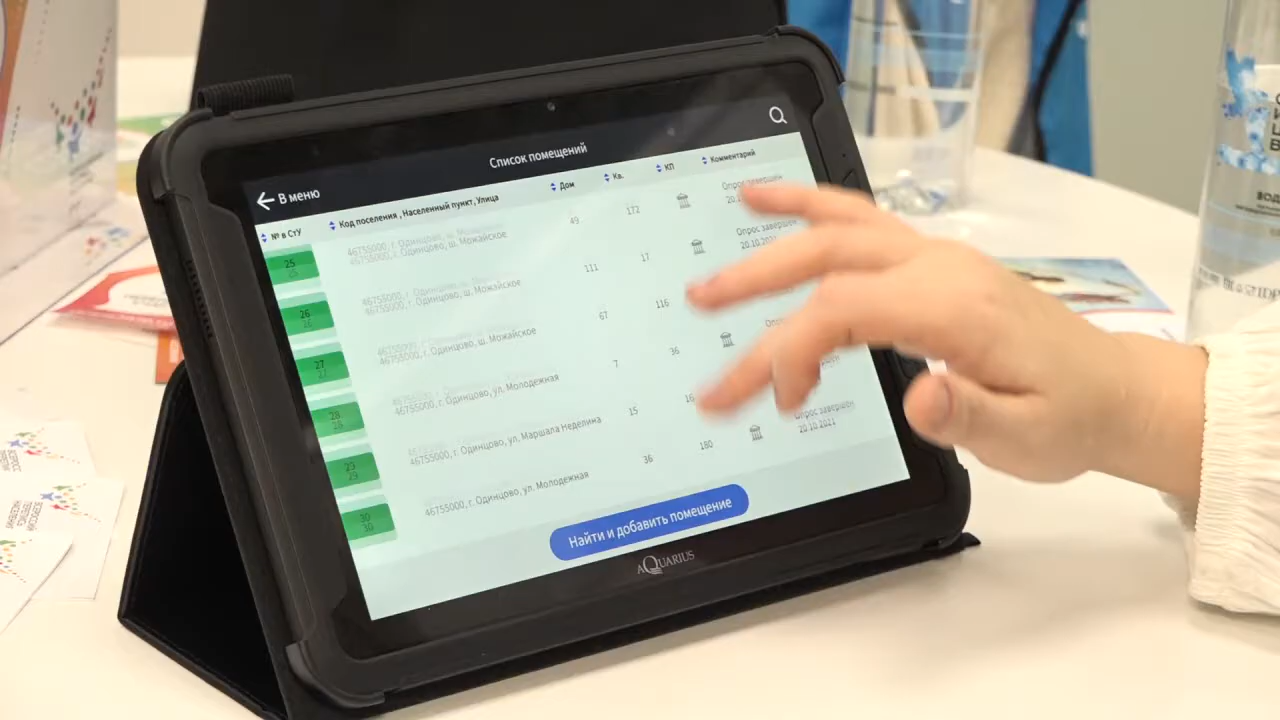 Список помещений
В меню
№ в СтУ Код поселения , Населенный пункт, Улица Дом Кв. КП Комментарий
25 46755000, г. Одинцово, ш. Можайское 49 172 Опрос завершен
26 46755000, г. Одинцово, ш. Можайское 111 17 Опрос завершен
20.10.2021
27 46755000, г. Одинцово, ш. Можайское 67 116
28 46755000, г. Одинцово, ул. Молодежная 7 36
29 46755000, г. Одинцово, ул. Маршала Неделина 15
30 46755000, г. Одинцово, ул. Молодежная 36 180 Опрос завершен
20.10.2021
Найти и добавить помещение
AQUARIUS